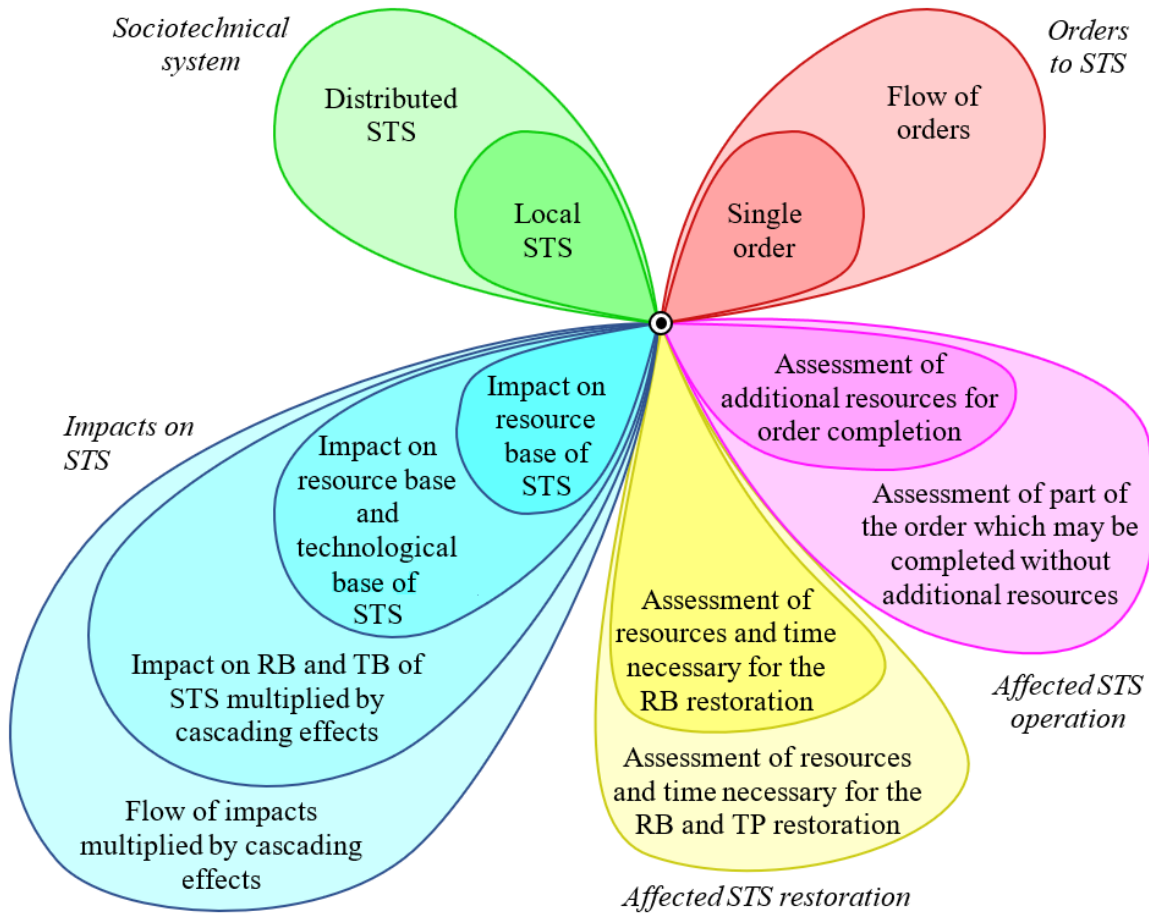 Sociotechnical
system
Distributed
STS
Local
STS
Orders
to STS
Flow of
orders
Single
order
Impacts on
STS
Impact on
resource
base of
STS
Impact on
resource base
and
technological
base of
STS
Impact on RB and TB of
STS multiplied by
cascading effects
Flow of impacts
multiplied by cascading
effects
Assessment of
additional resources for
order completion
Assessment of part of
the order which may be
completed without
additional resources
Affected STS
operation
Assessment of
resources and time
necessary for the
RB restoration
Assessment of resources
and time necessary for the
RB and TP restoration
Affected STS restoration